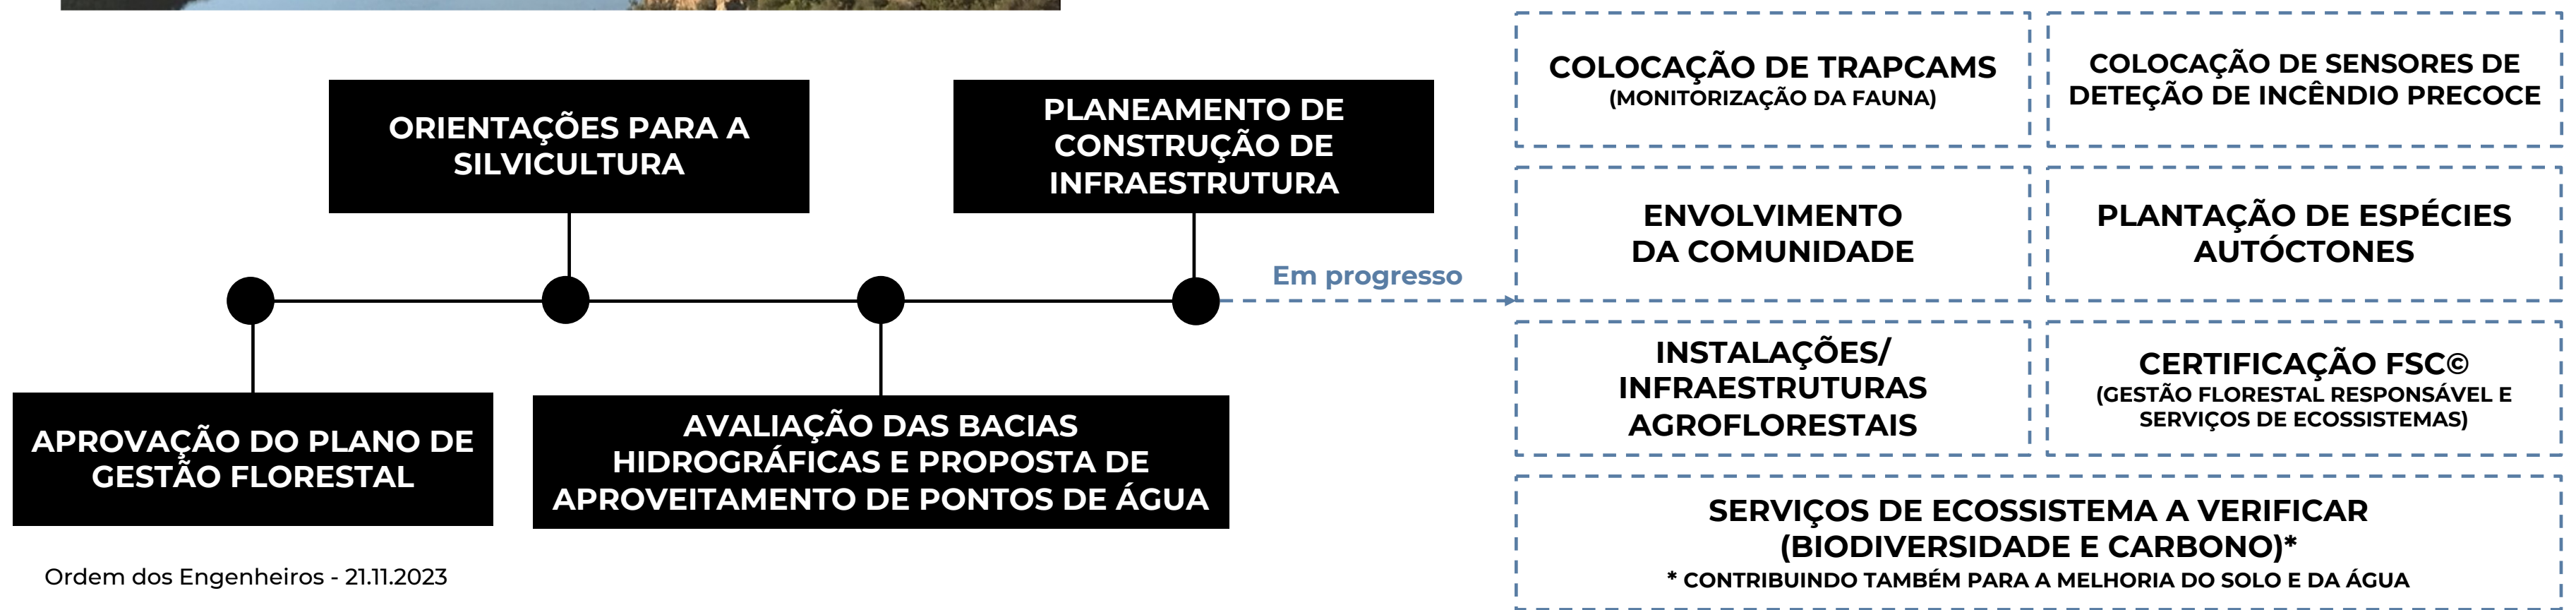 ORIENTAÇÕES PARA A
SILVICULTURA
PLANEAMENTO DE
CONSTRUÇÃO DE
INFRAESTRUTURA
Em progresso
APROVAÇÃO DO PLANO DE
GESTÃO FLORESTAL
AVALIAÇÃO DAS BACIAS
HIDROGRÁFICAS E PROPOSTA DE
APROVEITAMENTO DE PONTOS DE ÁGUA
COLOCAÇÃO DE TRAPCAMS
(MONITORIZAÇÃO DA FAUNA)
COLOCAÇÃO DE SENSORES DE
DETEÇÃO DE INCÊNDIO PRECOCE
ENVOLVIMENTO
DA COMUNIDADE
PLANTAÇÃO DE ESPÉCIES
AUTÓCTONES
INSTALAÇÕES/
INFRAESTRUTURAS
AGROFLORESTAIS
CERTIFICAÇÃO FSC©
(GESTÃO FLORESTAL RESPONSÁVEL E
SERVIÇOS DE ECOSSISTEMAS)
SERVIÇOS DE ECOSSISTEMA A VERIFICAR
(BIODIVERSIDADE E CARBONO)*
* CONTRIBUINDO TAMBÉM PARA A MELHORIA DO SOLO E DA ÁGUA
Ordem dos Engenheiros - 21.11.2023